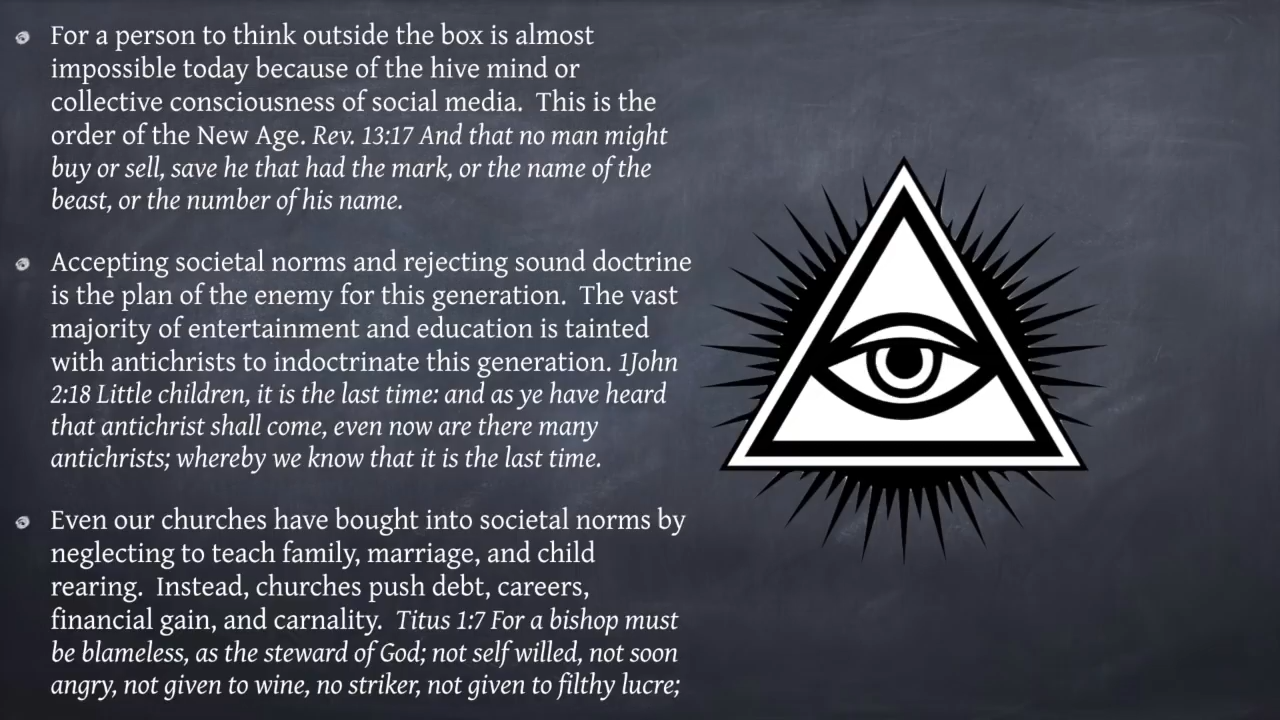 For a person to think outside the box is almost
impossible today because of the hive mind or
collective consciousness of social media.  This is the
order of the New Age. Rev. 13:17 And that no man might
buy or sell, save he that had the mark, or the name of the
beast, or the number of his name.
Accepting societal norms and rejecting sound doctrine
is the plan of the enemy for this generation.  The vast
majority of entertainment and education is tainted
with antichrists to indoctrinate this generation. 1John
2:18 Little children, it is the last time: and as ye have heard
that antichrist shall come, even now are there many
antichrists; whereby we know that it is the last time.
Even our churches have bought into societal norms by
neglecting to teach family, marriage, and child
rearing.  Instead, churches push debt, careers,
financial gain, and carnality.  Titus 1:7 For a bishop must
be blameless, as the steward of God; not self willed, not soon
angry, not given to wine, no striker, not given to filthy lucre;